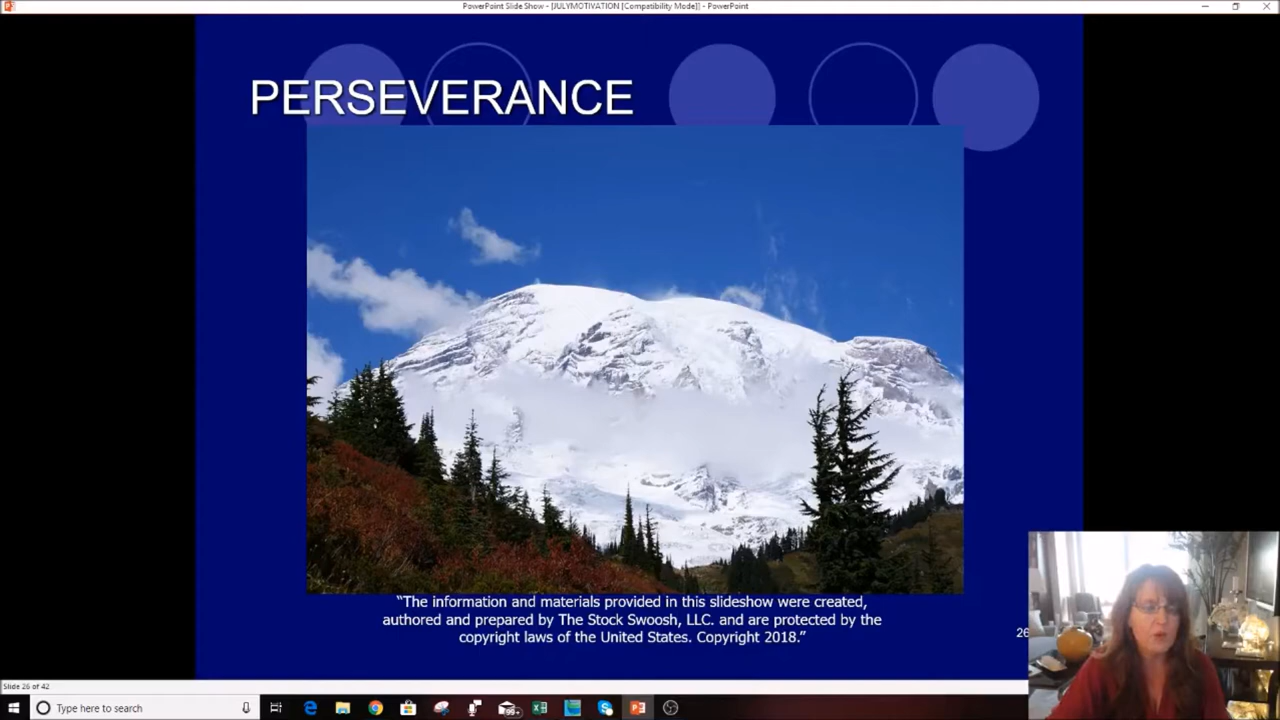 PowerPoint Slide Show - [JULYMOTIVATION [Compatibility Mode]] - PowerPoint
PERSEVERANCE
“The information and materials provided in this slideshow were created,
authored and prepared by The Stock Swoosh, LLC. and are protected by the
copyright laws of the United States. Copyright 2018.”
26
Slide 26 of 42
Type here to search
99+